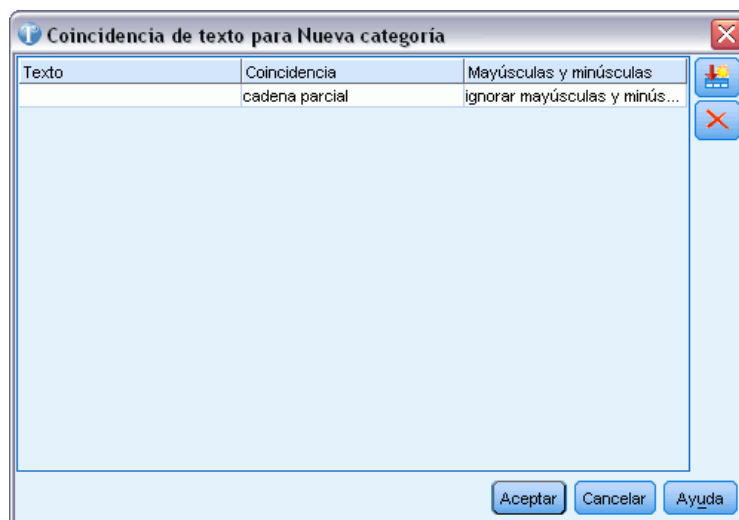 Coincidencia de texto para Nueva categoría
Texto Coincidencia Mayúsculas y minúsculas
cadena parcial ignorar mayúsculas y minús...
Aceptar Cancelar Ayuda